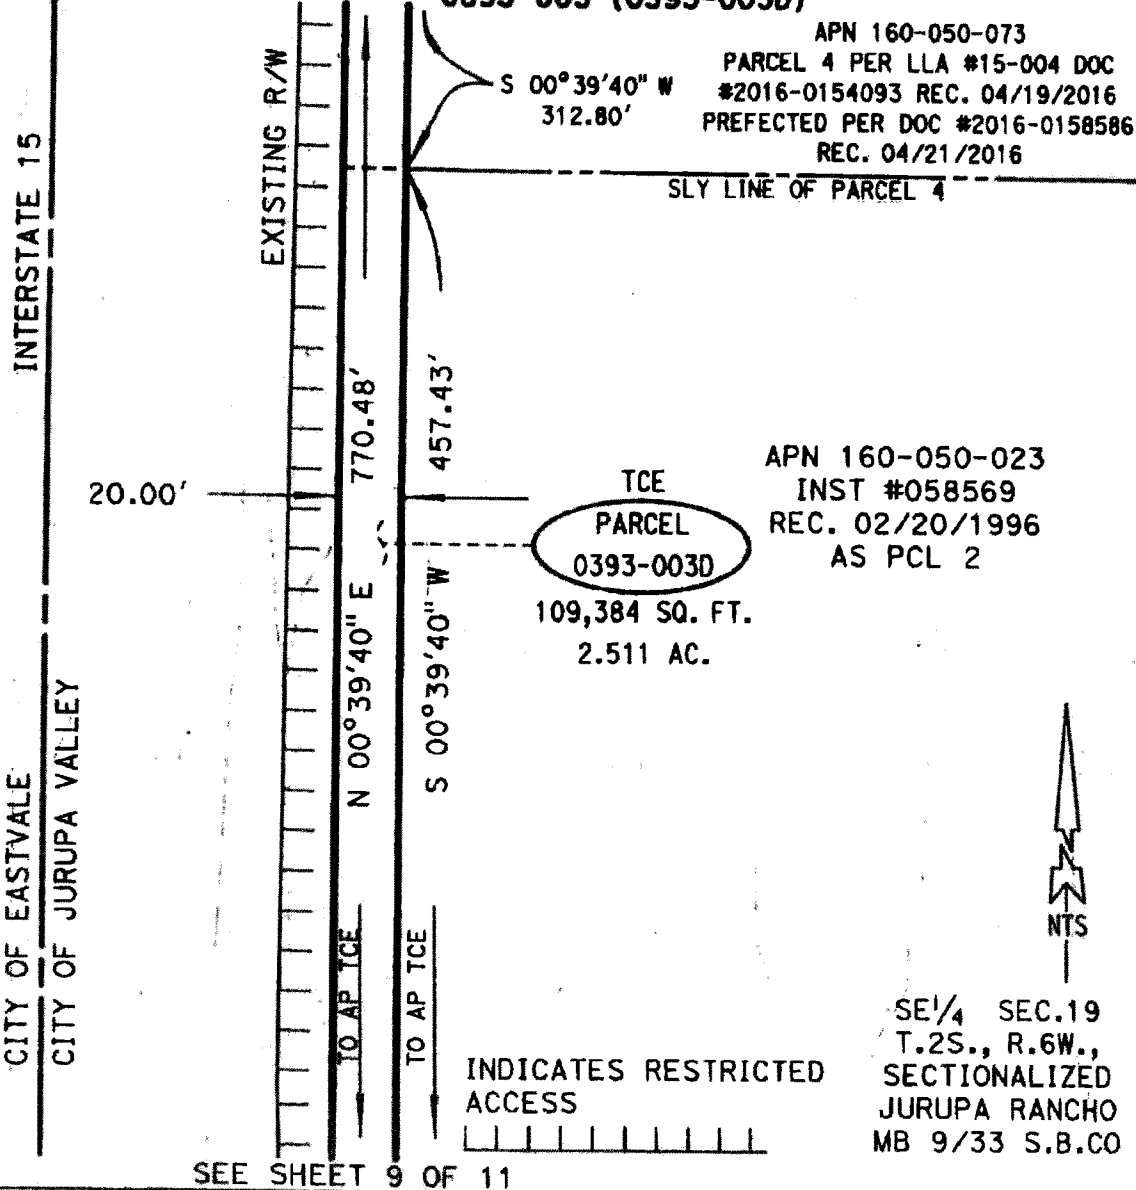 0393-003 (0393-003D)
APN 160-050-073
PARCEL 4 PER LLA #15-004 DOC
#2016-0154093 REC. 04/19/2016
PREFECTED PER DOC #2016-0158586
REC. 04/21/2016
S 00°39'40" W
312.80'
SLY LINE OF PARCEL 4
INTERSTATE 15
EXISTING R/W
770.48'
457.43'
20.00'
TCE
PARCEL
0393-003D
109,384 SQ. FT.
2.511 AC.
APN 160-050-023
INST #058569
REC. 02/20/1996
AS PCL 2
N 00°39'40" E
S 00°39'40" W
CITY OF EASTVALE
CITY OF JURUPA VALLEY
TO AP TCE
TO AP TCE
N
NTS
INDICATES RESTRICTED
ACCESS
SE1/4 SEC.19
T.2S., R.6W.,
SECTIONALIZED
JURUPA RANCHO
MB 9/33 S.B.CO
SEE SHEET 9 OF 11